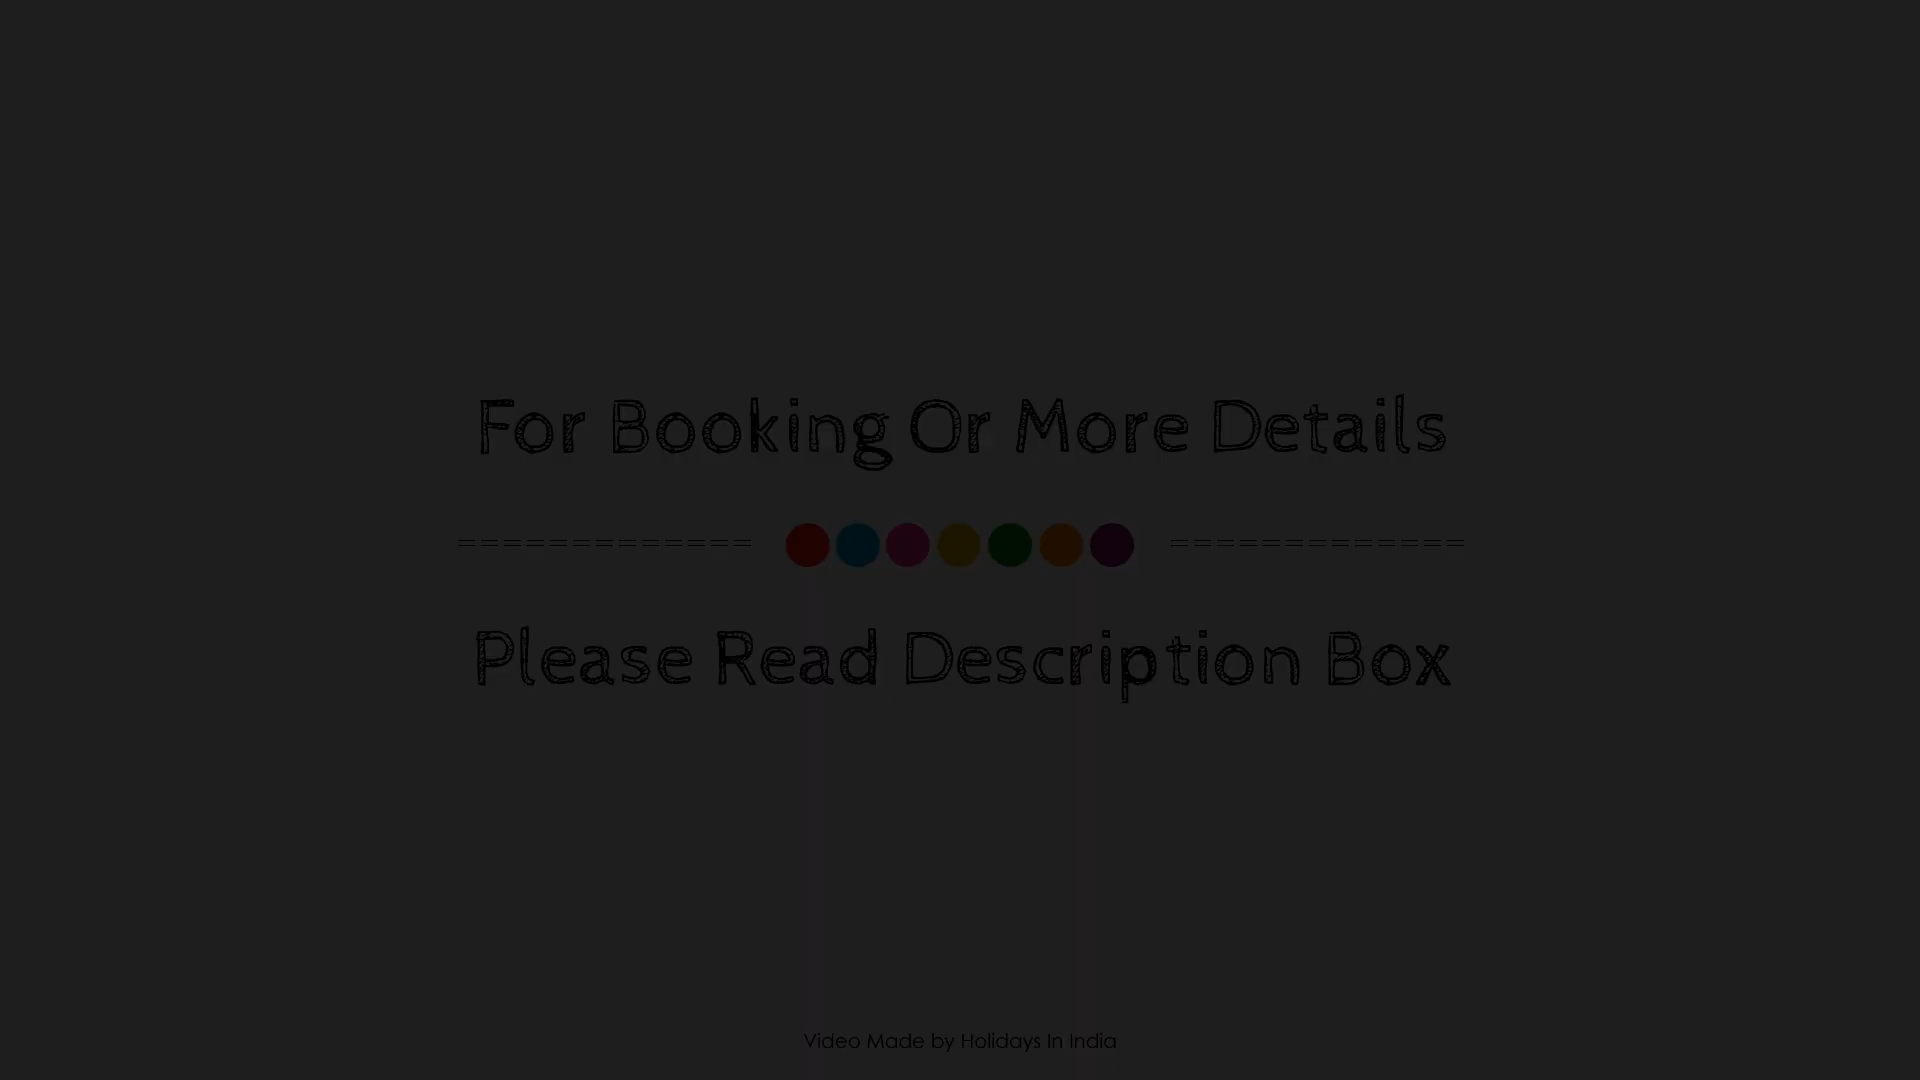 For Booking Or More Details
============= =============
Please Read Description Box
Video Made by Holidays In India